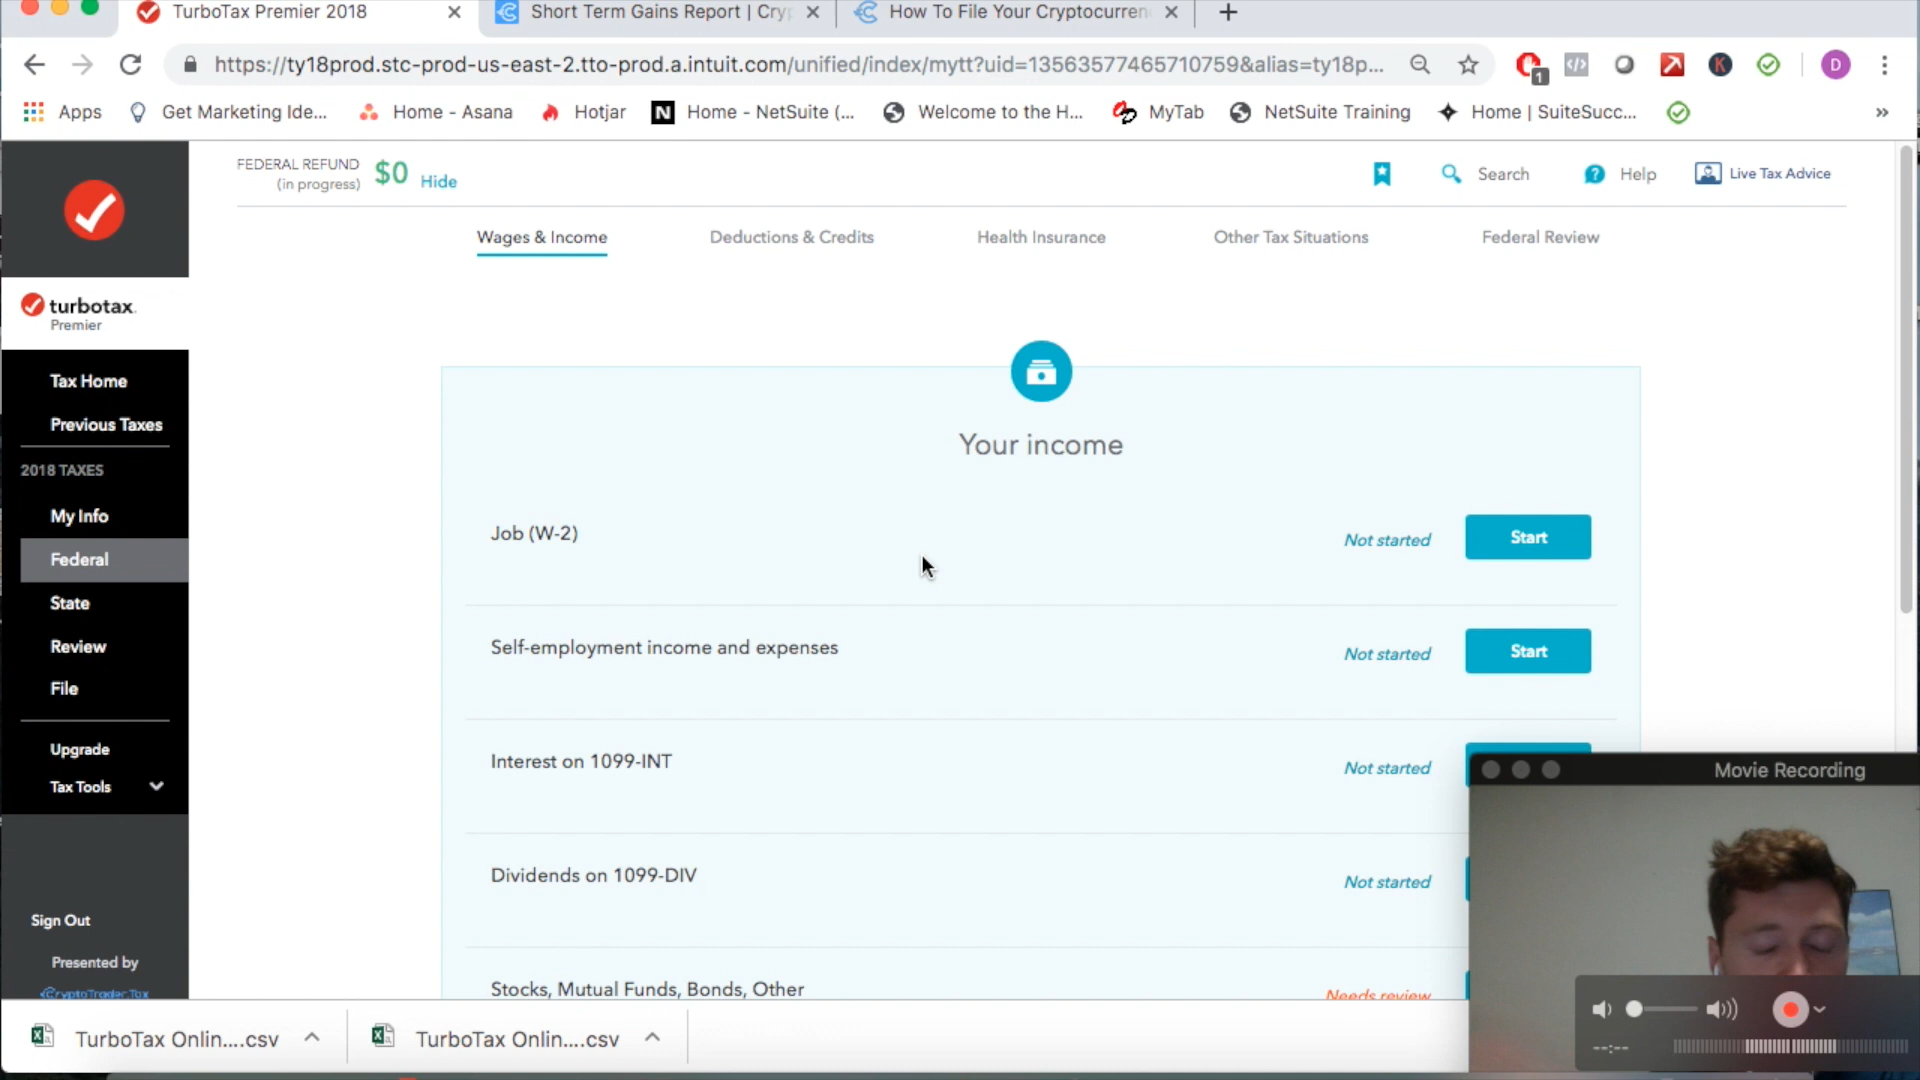 TurboTax Premier 2018
Short Term Gains Report | Cryp
How To File Your Cryptocurren
https://ty18prod.stc-prod-us-east-2.tto-prod.a.intuit.com/unified/index/mytt?uid=13563577465710759&alias=ty18p...
1
K
D
Apps
Get Marketing Ide...
Home - Asana
Hotjar
N
Home - NetSuite (...
Welcome to the H...
MyTab
NetSuite Training
Home | SuiteSucc...
»
FEDERAL REFUND
(in progress)
$0
Hide
Search
? Help
Live Tax Advice
Wages & Income
Deductions & Credits
Health Insurance
Other Tax Situations
Federal Review
turbotax.
Premier
Tax Home
Previous Taxes
2018 TAXES
My Info
Federal
State
Review
File
Upgrade
Tax Tools
Sign Out
Presented by
CryptoTrader.Tax
Your income
Job (W-2)
Not started
Start
Self-employment income and expenses
Not started
Start
Interest on 1099-INT
Not started
Dividends on 1099-DIV
Not started
Stocks, Mutual Funds, Bonds, Other
Needs review
Movie Recording
--:--
TurboTax Onlin....csv
TurboTax Onlin....csv